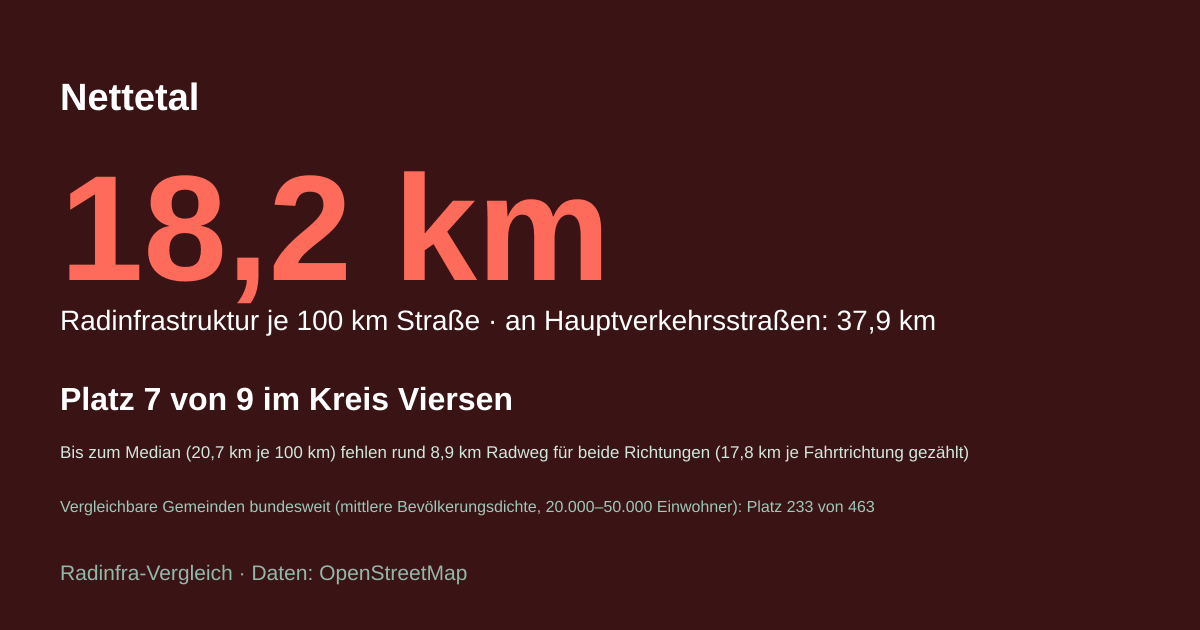 Nettetal
18,2 km
Radinfrastruktur je 100 km Straße · an Hauptverkehrsstraßen: 37,9 km
Platz 7 von 9 im Kreis Viersen
Bis zum Median (20,7 km je 100 km) fehlen rund 8,9 km Radweg für beide Richtungen (17,8 km je Fahrtrichtung gezählt)
Vergleichbare Gemeinden bundesweit (mittlere Bevölkerungsdichte, 20.000–50.000 Einwohner): Platz 233 von 463
Radinfra-Vergleich · Daten: OpenStreetMap